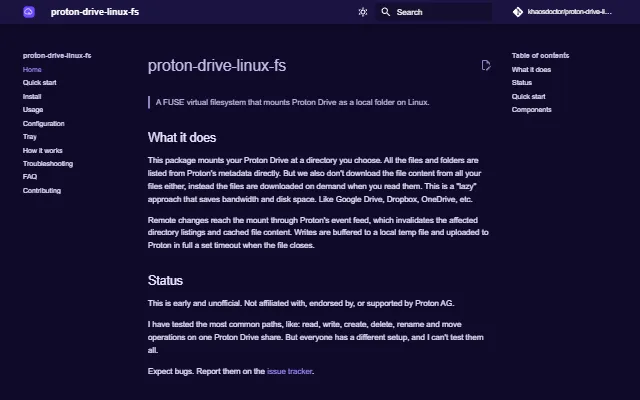 proton-drive-linux-fs
Search
khaosdoctor/proton-drive-li...
proton-drive-linux-fs
Home
Quick start
Install
Usage
Configuration
Tray
How it works
Troubleshooting
FAQ
Contributing
proton-drive-linux-fs
A FUSE virtual filesystem that mounts Proton Drive as a local folder on Linux.
What it does
This package mounts your Proton Drive at a directory you choose. All the files and folders are
listed from Proton's metadata directly. But we also don't download the file content from all your
files either, instead the files are downloaded on demand when you read them. This is a "lazy"
approach that saves bandwidth and disk space. Like Google Drive, Dropbox, OneDrive, etc.
Remote changes reach the mount through Proton's event feed, which invalidates the affected
directory listings and cached file content. Writes are buffered to a local temp file and uploaded to
Proton in full a set timeout when the file closes.
Status
This is early and unofficial. Not affiliated with, endorsed by, or supported by Proton AG.
I have tested the most common paths, like: read, write, create, delete, rename and move
operations on one Proton Drive share. But everyone has a different setup, and I can't test them
all.
Expect bugs. Report them on the issue tracker.
Table of contents
What it does
Status
Quick start
Components